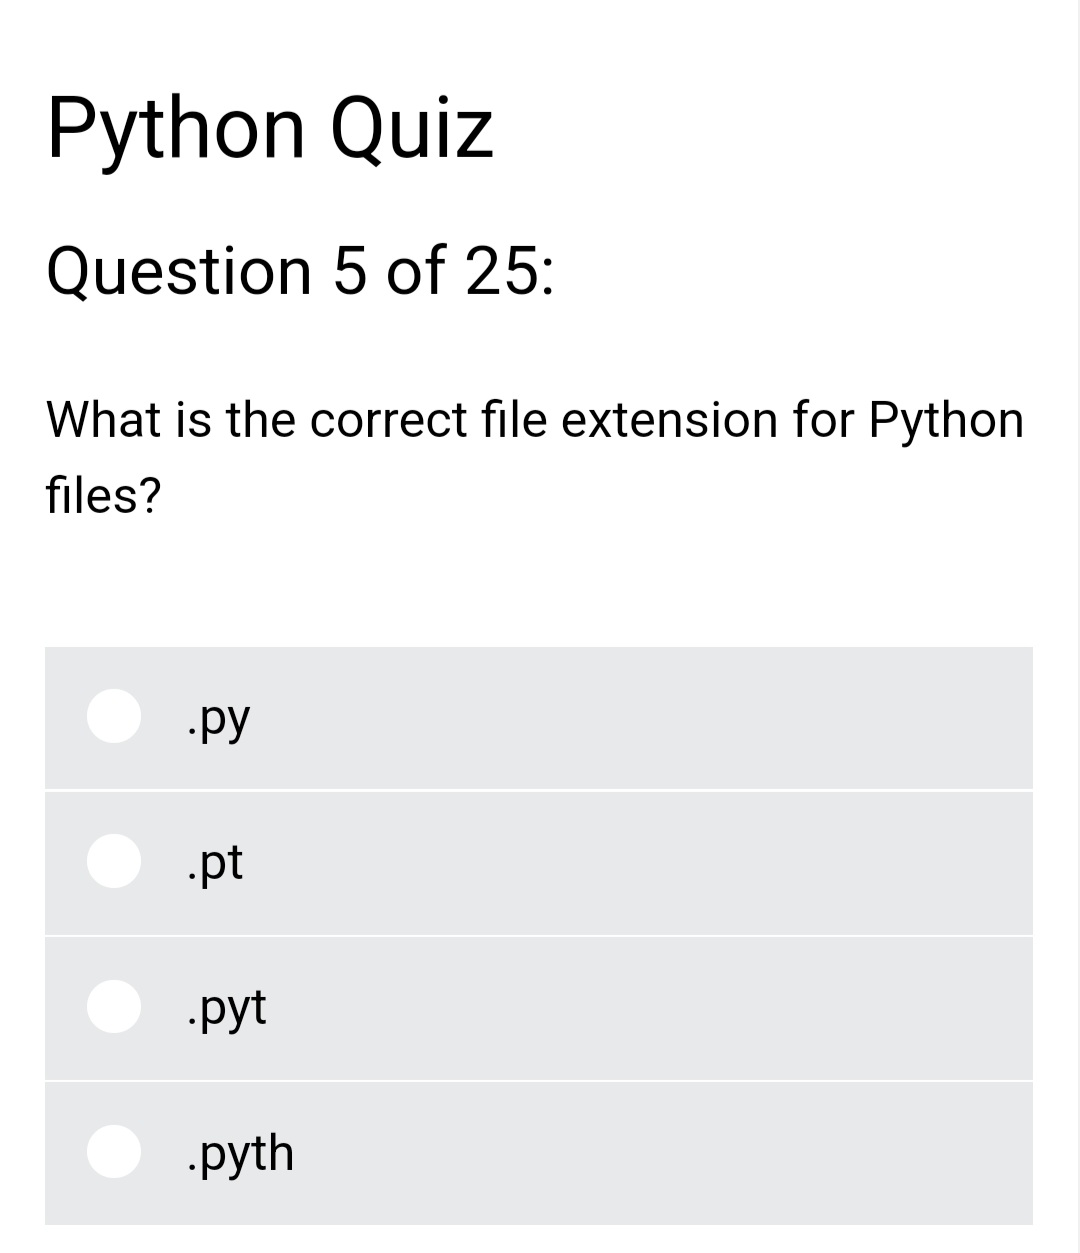 Python Quiz
Question 5 of 25:
What is the correct file extension for Python
files?
.py
.pt
.pyt
.pyth